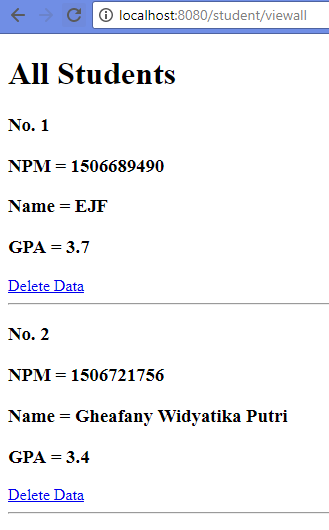 localhost:8080/student/viewall
All Students
No. 1
NPM = 1506689490
Name = EJF
GPA = 3.7
Delete Data
No. 2
NPM = 1506721756
Name = Gheafany Widyatika Putri
GPA = 3.4
Delete Data